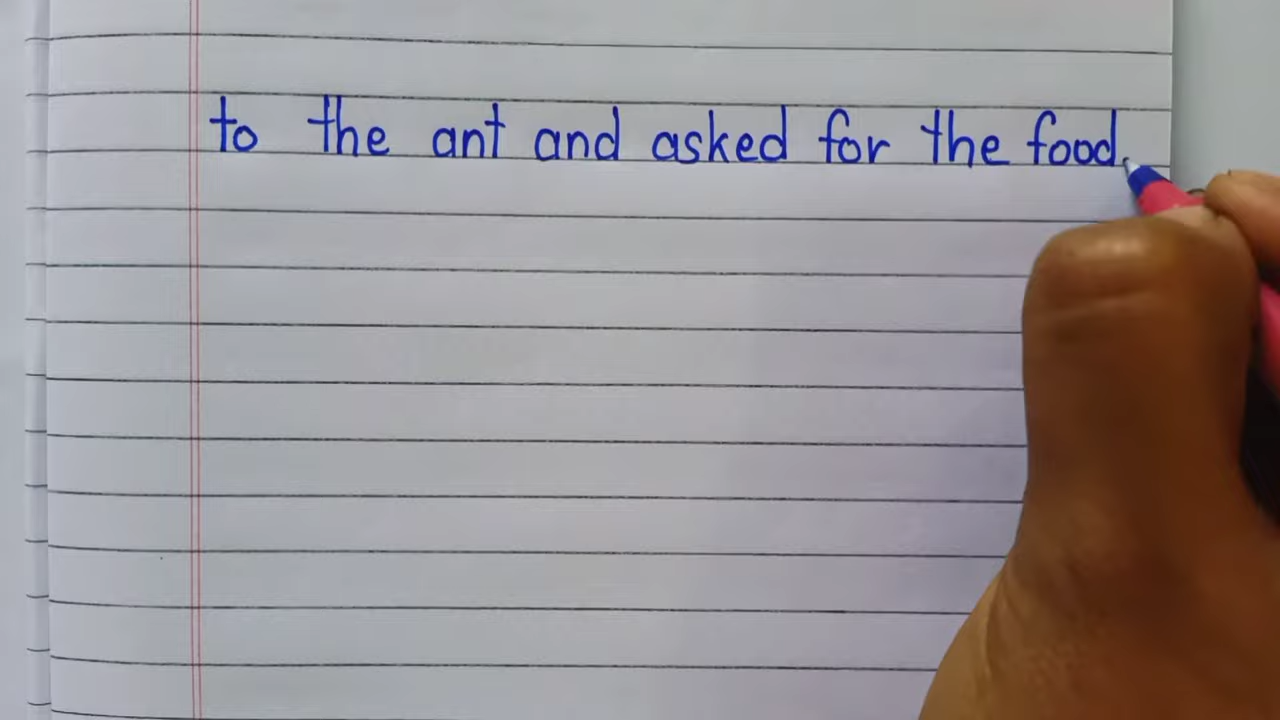 to the ant and asked for the food.